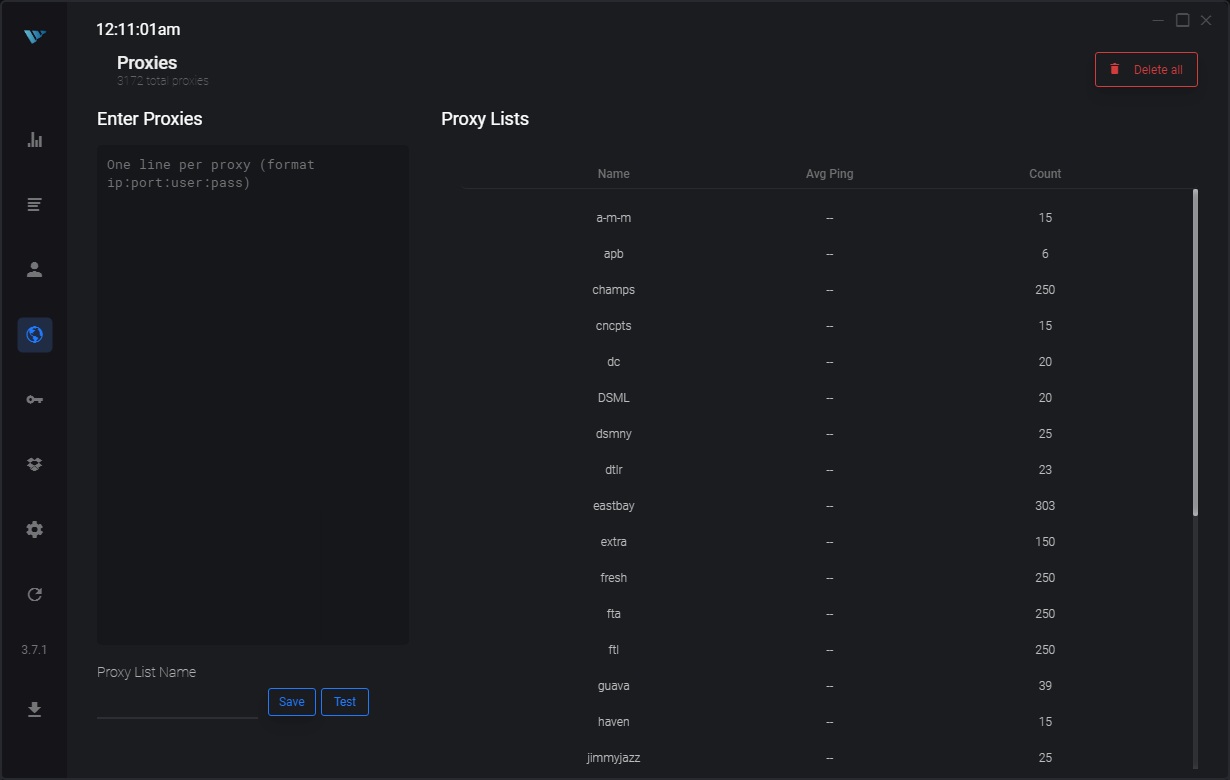 12:11:01am
Proxies
3172 total proxies
Delete all
Enter Proxies
Proxy Lists
One line per proxy (format
ip:port:user:pass)
Name Avg Ping Count
a-m-m -- 15
apb -- 6
champs -- 250
cncpts -- 15
dc -- 20
DSML -- 20
dsmny -- 25
dtlr -- 23
eastbay -- 303
extra -- 150
fresh -- 250
fta -- 250
ftl -- 250
guava -- 39
haven -- 15
jimmyjazz -- 25
Proxy List Name
Save Test
3.7.1